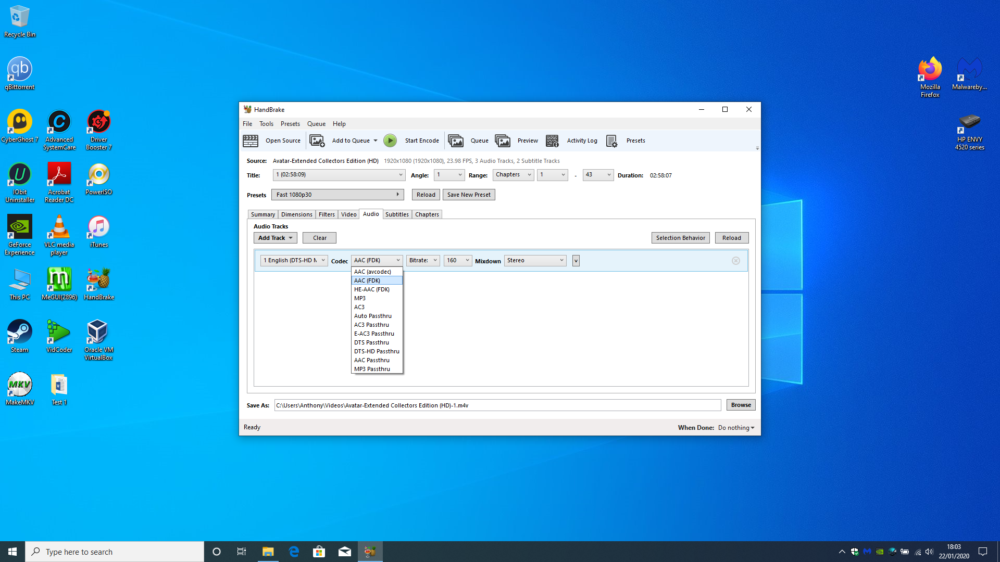 Recycle Bin
qBittorrent
CyberGhost 7
Advanced SystemCare
Driver Booster 7
IObit Uninstaller
Acrobat Reader DC
PowerISO
GeForce Experience
VLC media player
iTunes
This PC
MeGUI(2896)
HandBrake
Steam
VidCoder
Oracle VM VirtualBox
MakeMKV
Test 1
Mozilla Firefox
Malwareby...
HP ENVY 4520 series
HandBrake
File Tools Presets Queue Help
Open Source Add to Queue Start Encode Queue Preview Activity Log Presets
Source: Avatar-Extended Collectors Edition (HD) 1920x1080 (1920x1080), 23.98 FPS, 3 Audio Tracks, 2 Subtitle Tracks
Title: 1 (02:58:09) Angle: 1 Range: Chapters 1 - 43 Duration: 02:58:07
Presets Fast 1080p30 Reload Save New Preset
Summary Dimensions Filters Video Audio Subtitles Chapters
Audio Tracks
Add Track Clear Selection Behavior Reload
1 English (DTS-HD M Codec AAC (FDK) Bitrate: 160 Mixdown Stereo v
AAC (avcodec)
AAC (FDK)
HE-AAC (FDK)
MP3
AC3
Auto Passthru
AC3 Passthru
E-AC3 Passthru
DTS Passthru
DTS-HD Passthru
AAC Passthru
MP3 Passthru
Save As: C:\Users\Anthony\Videos\Avatar-Extended Collectors Edition (HD)-1.m4v Browse
Ready When Done: Do nothing
Type here to search
18:03
22/01/2020